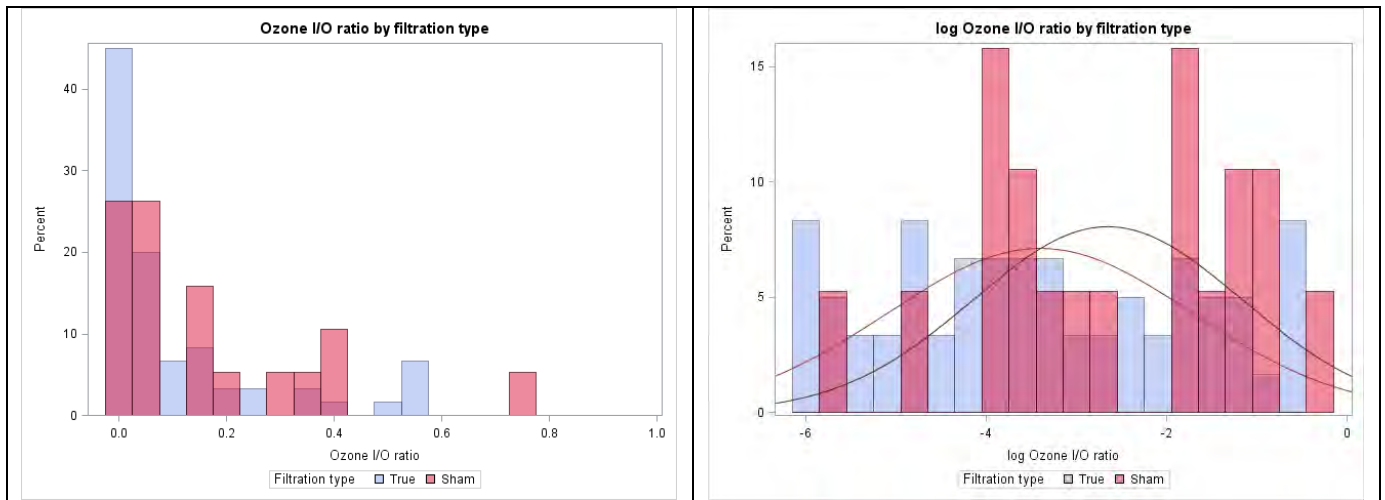 Ozone I/O ratio by filtration type
40
30
20
10
0
Percent
0.0 0.2 0.4 0.6 0.8 1.0
Ozone I/O ratio
Filtration type True Sham
log Ozone I/O ratio by filtration type
15
10
5
0
Percent
-6 -4 -2 0
log Ozone I/O ratio
Filtration type True Sham